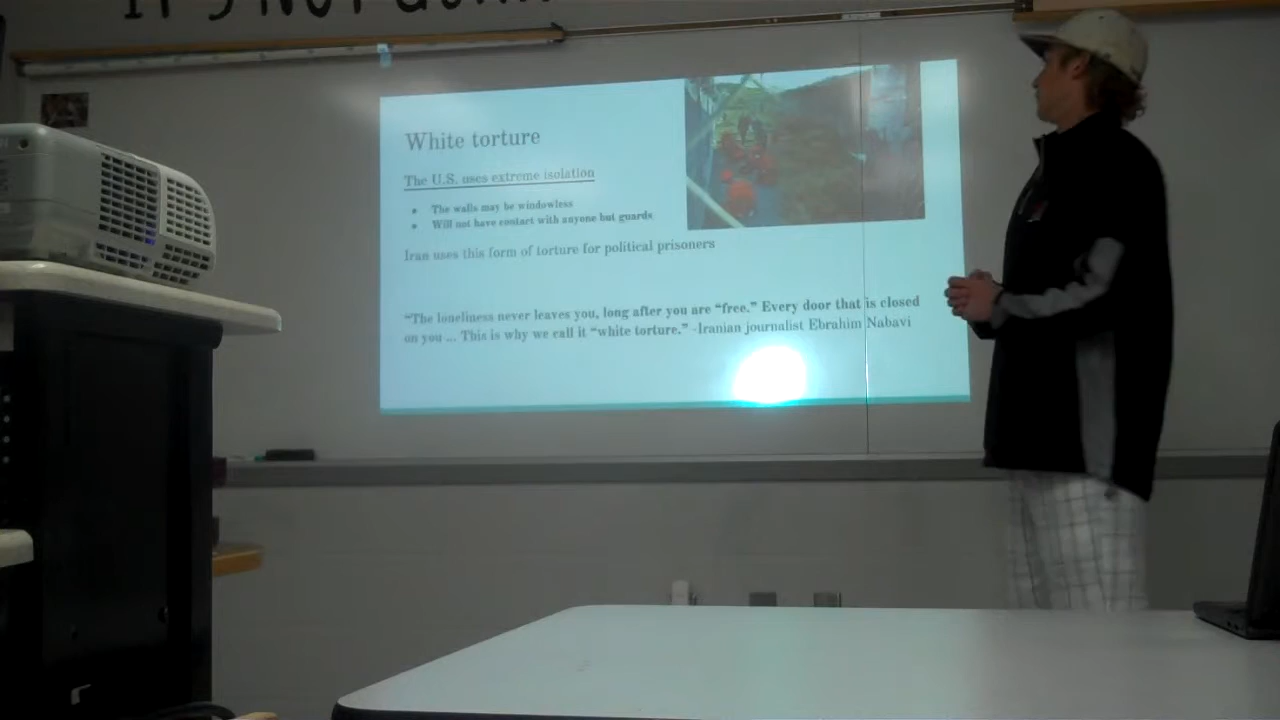 IT'S NOT
White torture
The U.S. uses extreme isolation
The walls may be windowless
Will not have contact with anyone but guards
Iran uses this form of torture for political prisoners
“The loneliness never leaves you, long after you are “free.” Every door that is closed
on you ... This is why we call it “white torture.” -Iranian journalist Ebrahim Nabavi